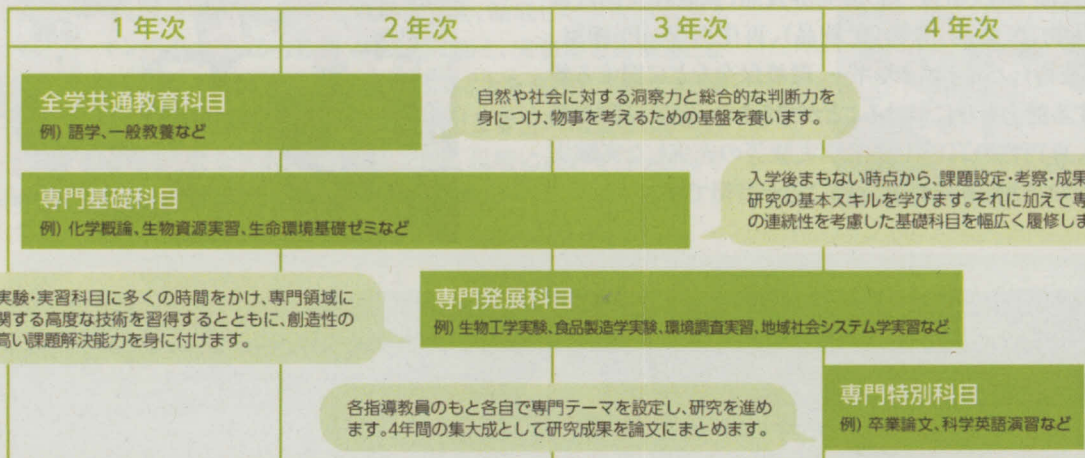 1年次
2年次
3年次
4年次
全学共通教育科目
例) 語学、一般教養など
自然や社会に対する洞察力と総合的な判断力を
身につけ、物事を考えるための基盤を養います。
専門基礎科目
例) 化学概論、生物資源実習、生命環境基礎ゼミなど
入学後まもない時点から、課題設定・考察・成果
研究の基本スキルを学びます。それに加えて専
の連続性を考慮した基礎科目を幅広く履修しま
実験・実習科目に多くの時間をかけ、専門領域に
関する高度な技術を習得するとともに、創造性の
高い課題解決能力を身に付けます。
専門発展科目
例) 生物工学実験、食品製造学実験、環境調査実習、地域社会システム学実習など
各指導教員のもと各自で専門テーマを設定し、研究を進め
ます。4年間の集大成として研究成果を論文にまとめます。
専門特別科目
例) 卒業論文、科学英語演習など